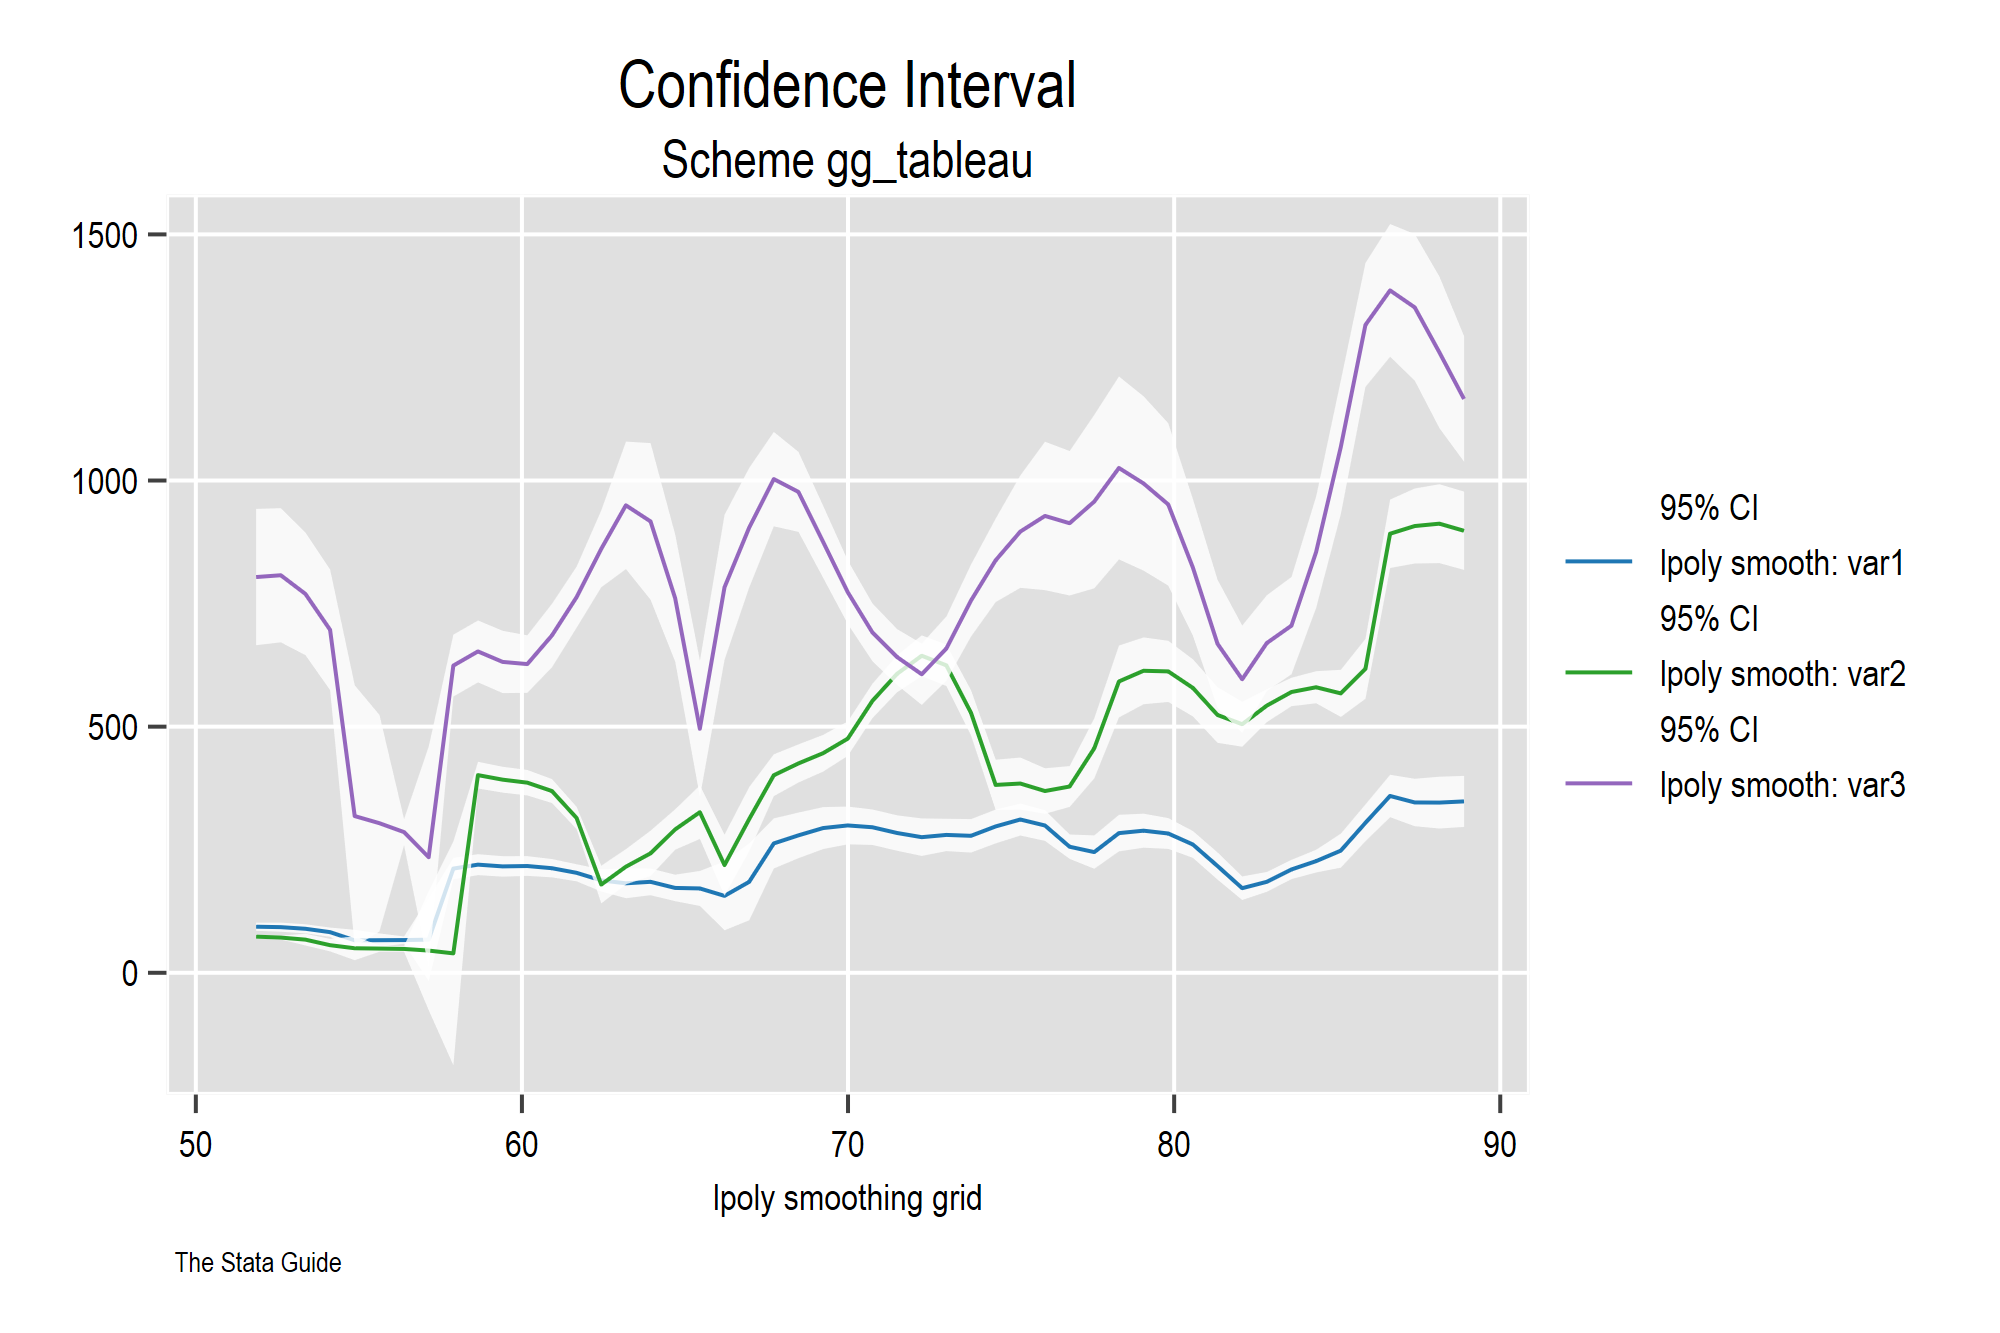 Confidence Interval
Scheme gg_tableau
1500
1000
500
0
50 60 70 80 90
lpoly smoothing grid
95% CI
lpoly smooth: var1
95% CI
lpoly smooth: var2
95% CI
lpoly smooth: var3
The Stata Guide